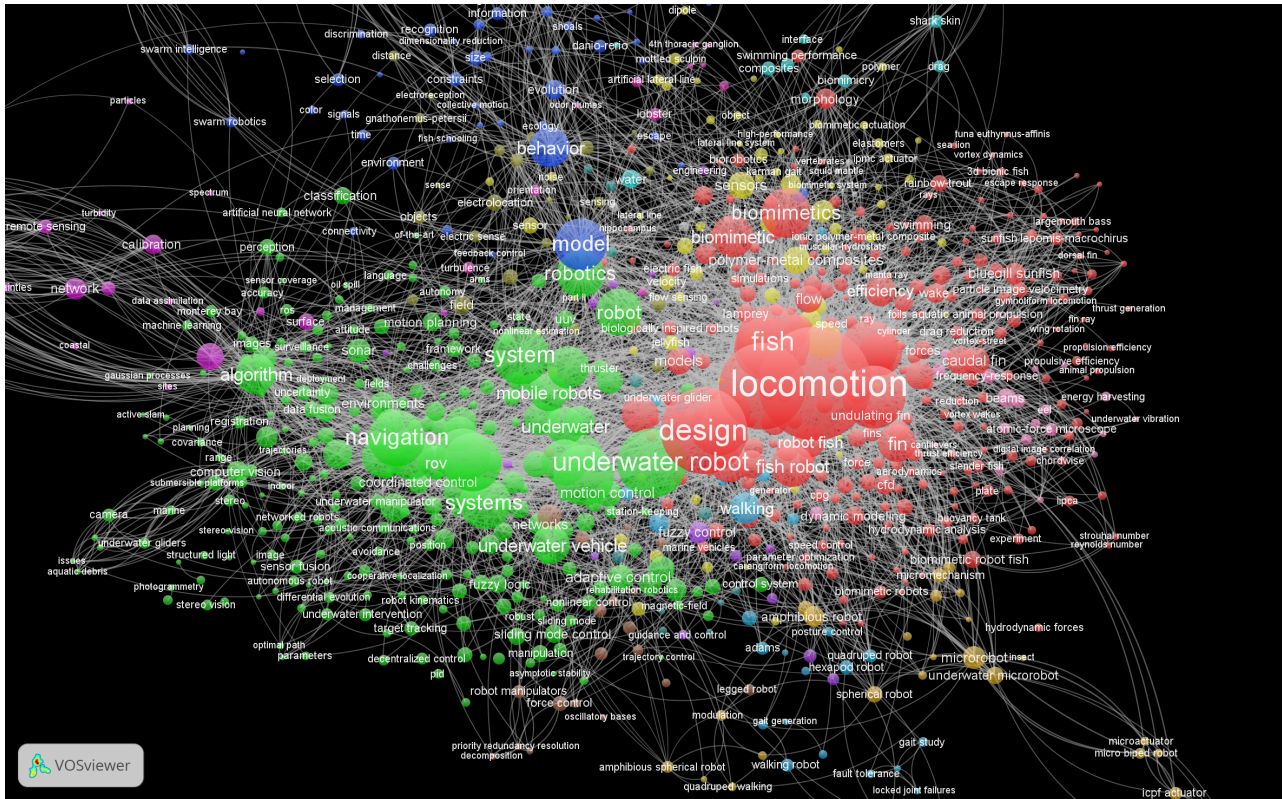 information
dipole
shoals
shark skin
discrimination
recognition
dimensionality reduction
danio-rerio
4th thoracic ganglion
interface
swarm intelligence
distance
size
mottled sculpin
swimming performance
composites
polymer
drag
selection
constraints
artificial lateral line
biomimicry
electroreception
evolution
morphology
particles
collective motion
odor plumes
color
signals
gnathonemus-petersii
lobster
object
swarm robotics
time
ecology
escape
high-performance
biomimetic actuation
fish schooling
lateral line system
elastomers
tuna euthynnus-affinis
sea lion
behavior
biorobotics
vertebrates
lpmc actuator
vortex dynamics
environment
noise
engineering
karman gait
squid mantle
3d bionic fish
spectrum
sense
orientation
water
sensors
biomimetic system
rainbow-trout
escape response
classification
electrolocation
sensing
rays
turbidity
artificial neural network
objects
lateral line
biomimetics
largemouth bass
remote sensing
connectivity
of-the-art
sensor
hippocampus
ionic polymer-metal composite
swimming
calibration
perception
electric sense
model
biomimetic
muscular-hydrostats
sunfish lepomis-macrochirus
feedback control
polymer-metal composites
dorsal fin
sensor coverage
language
turbulence
robotics
electric fish
manta ray
bluegill sunfish
oil spill
arms
velocity
simulations
network
accuracy
autonomy
part ii
flow sensing
flow
efficiency
wake
particle image velocimetry
data assimilation
management
field
gymnotiform locomotion
monterey bay
ros
state
robot
lamprey
ray
foils
aquatic animal propulsion
thrust generation
machine learning
surface
attitude
motion planning
uuv
biologically inspired robots
speed
cylinder
drag reduction
fin ray
nonlinear estimation
wing rotation
coastal
images
surveillance
sonar
framework
system
jellyfish
fish
vortex-street
propulsion efficiency
challenges
models
forces
caudal fin
propulsive efficiency
gaussian processes
algorithm
deployment
thruster
animal propulsion
sites
fields
locomotion
frequency-response
uncertainty
mobile robots
underwater glider
reduction
beams
energy harvesting
active-slam
data fusion
environments
undulating fin
vortex wakes
eel
underwater vibration
planning
registration
underwater
design
fins
atomic-force microscope
covariance
trajectories
navigation
robot fish
fin
cantilevers
digital image correlation
range
rov
underwater robot
fish robot
force
thrust efficiency
chordwise
computer vision
aerodynamics
slender fish
submersible platforms
indoor
coordinated control
motion control
generator
cfd
plate
stereo
underwater manipulator
systems
station-keeping
walking
cpg
lipca
camera
marine
networked robots
networks
dynamic modeling
buoyancy tank
stereo-vision
acoustic communications
fuzzy control
hydrodynamic analysis
strouhal number
underwater gliders
position
underwater vehicle
marine vehicles
speed control
experiment
reynolds number
structured light
image
avoidance
parameter optimization
issues
sensor fusion
carangiform locomotion
biomimetic robot fish
aquatic debris
autonomous robot
cooperative localization
adaptive control
micromechanism
photogrammetry
fuzzy logic
rehabilitation robotics
control system
biomimetic robots
stereo vision
differential evolution
robot kinematics
nonlinear control
magnetic-field
underwater intervention
robust
sliding mode
amphibious robot
target tracking
sliding mode control
guidance and control
posture control
hydrodynamic forces
optimal path
parameters
decentralized control
manipulation
trajectory control
adams
quadruped robot
microrobot
insect
pid
asymptotic stability
hexapod robot
underwater microrobot
robot manipulators
legged robot
spherical robot
force control
oscillatory bases
modulation
gait generation
priority redundancy resolution
gait study
microactuator
decomposition
micro biped robot
amphibious spherical robot
walking robot
fault tolerance
VOSviewer
quadruped walking
locked joint failures
icpf actuator